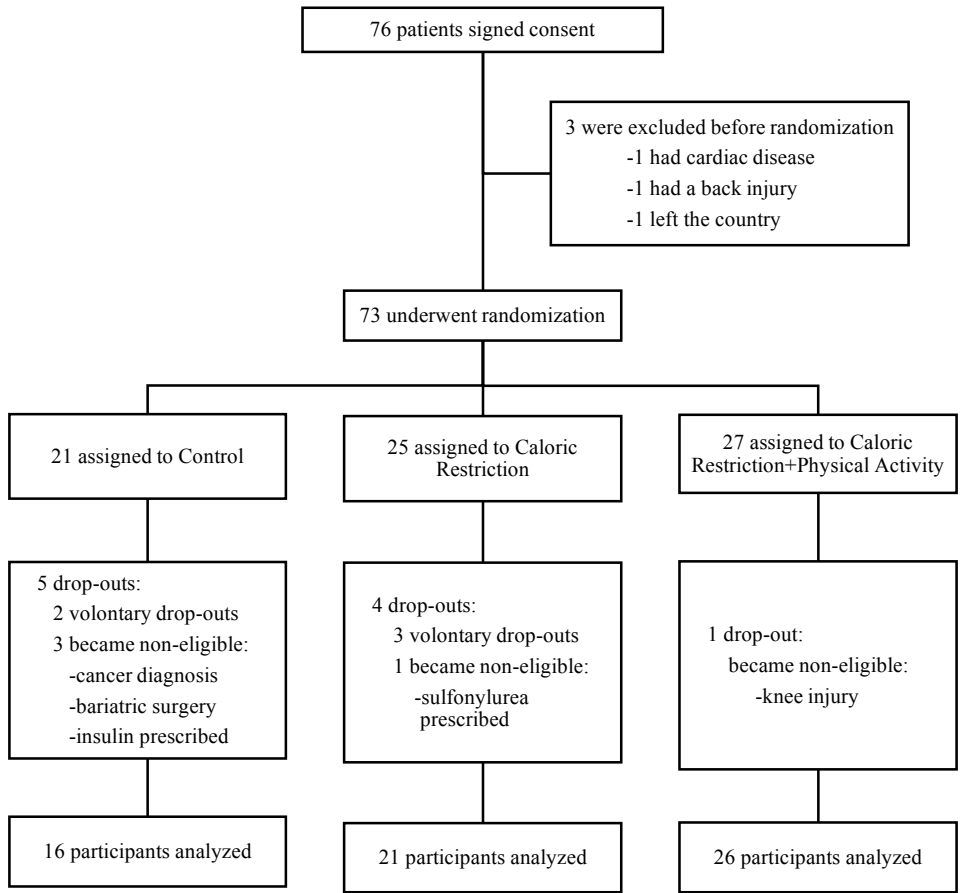 76 patients signed consent
3 were excluded before randomization
-1 had cardiac disease
-1 had a back injury
-1 left the country
73 underwent randomization
21 assigned to Control
25 assigned to Caloric
Restriction
27 assigned to Caloric
Restriction+Physical Activity
5 drop-outs:
2 volontary drop-outs
3 became non-eligible:
-cancer diagnosis
-bariatric surgery
-insulin prescribed
4 drop-outs:
3 volontary drop-outs
1 became non-eligible:
-sulfonylurea
prescribed
1 drop-out:
became non-eligible:
-knee injury
16 participants analyzed
21 participants analyzed
26 participants analyzed